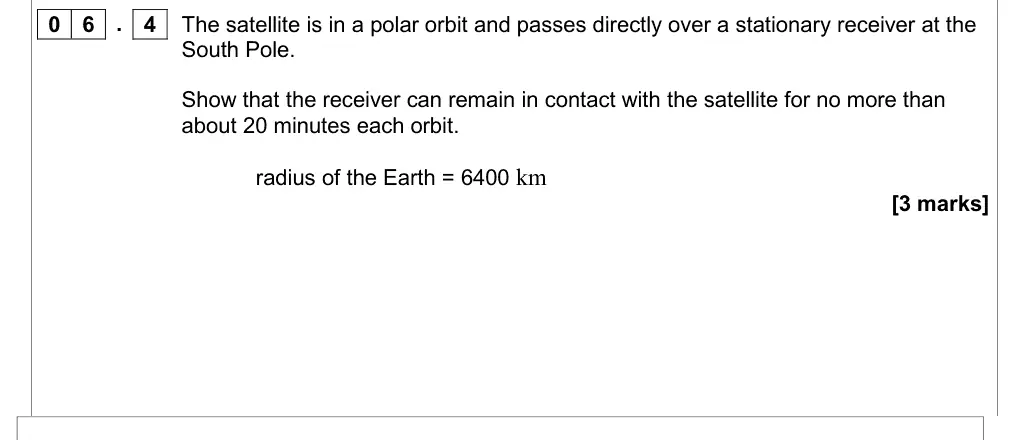 0 6 . 4 The satellite is in a polar orbit and passes directly over a stationary receiver at the
South Pole.
Show that the receiver can remain in contact with the satellite for no more than
about 20 minutes each orbit.
radius of the Earth = 6400 km
[3 marks]